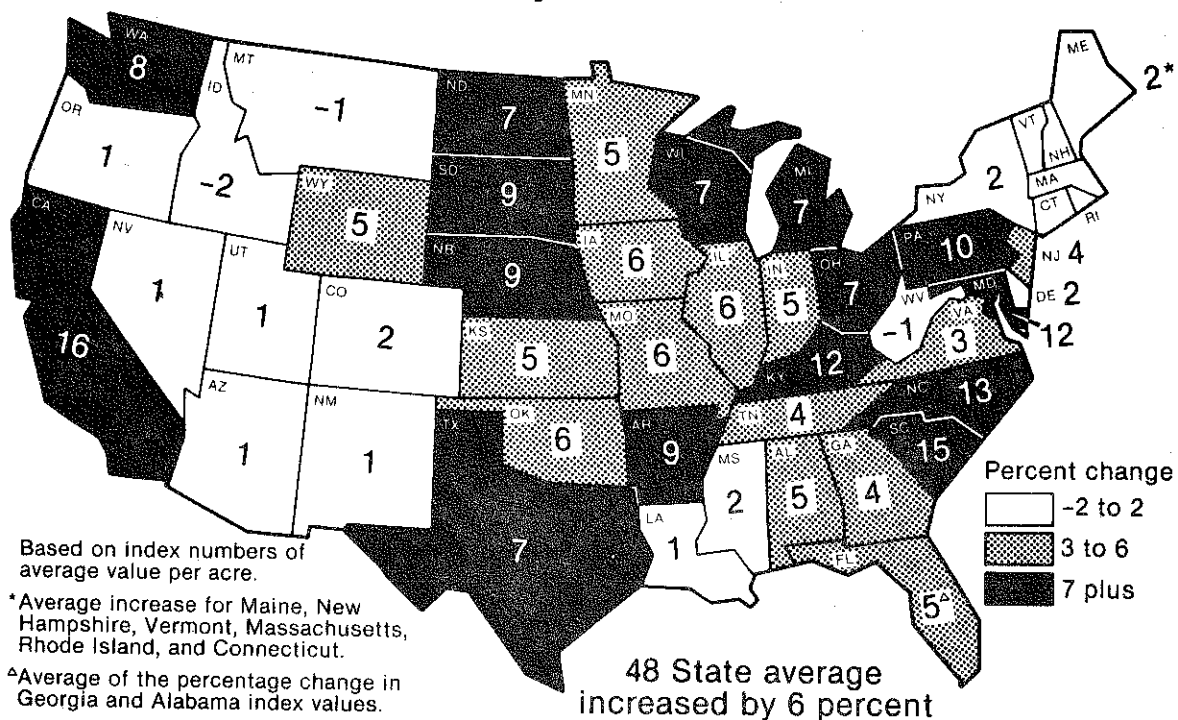 WA
8
MT
-1
ND
7
MN
5
ME
2*
OR
1
ID
-2
SD
9
WI
7
MI
7
VT
NH
NY
2
MA
CT
RI
WY
5
CA
16
NV
1
UT
1
CO
2
NR
9
IA
6
IL
6
IN
5
OH
7
PA
10
NJ 4
DE 2
MD
12
WV
-1
VA
3
KS
5
MO
6
KY
12
AZ
1
NM
1
TX
7
OK
6
AR
9
TN
4
NC
13
SC
15
MS
2
AL
5
GA
4
LA
1
FL
5△
Percent change
-2 to 2
3 to 6
7 plus
Based on index numbers of
average value per acre.
*Average increase for Maine, New
Hampshire, Vermont, Massachusetts,
Rhode Island, and Connecticut.
△Average of the percentage change in
Georgia and Alabama index values.
48 State average
increased by 6 percent